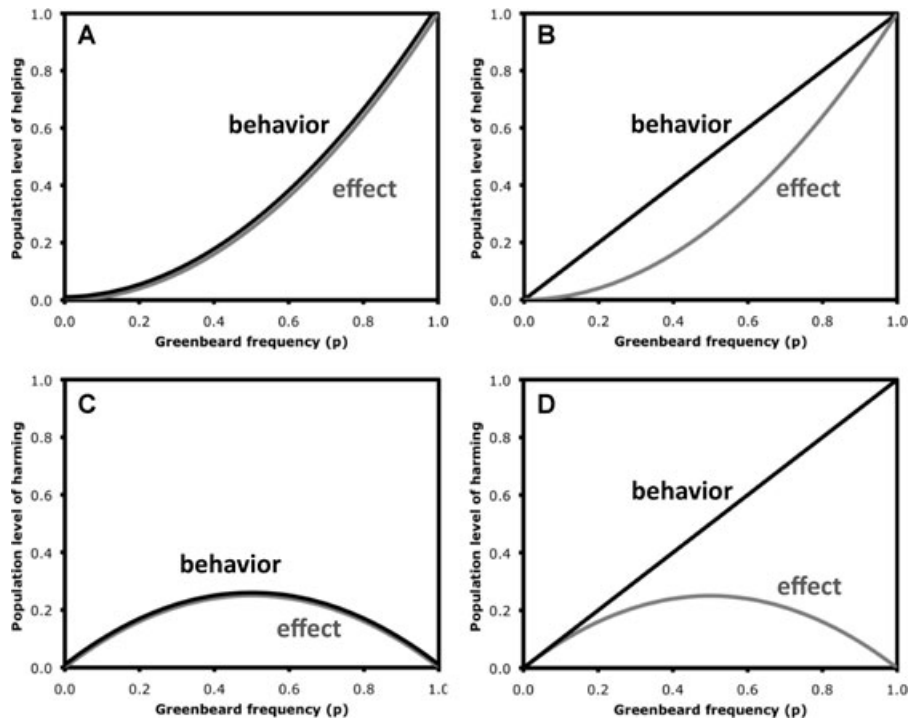 A
Population level of helping
1.0
0.8
0.6
0.4
0.2
0.0
behavior
effect
0.0 0.2 0.4 0.6 0.8 1.0
Greenbeard frequency (p)
B
Population level of helping
1.0
0.8
0.6
0.4
0.2
0.0
behavior
effect
0.0 0.2 0.4 0.6 0.8 1.0
Greenbeard frequency (p)
C
Population level of harming
1.0
0.8
0.6
0.4
0.2
0.0
behavior
effect
0.0 0.2 0.4 0.6 0.8 1.0
Greenbeard frequency (p)
D
Population level of harming
1.0
0.8
0.6
0.4
0.2
0.0
behavior
effect
0.0 0.2 0.4 0.6 0.8 1.0
Greenbeard frequency (p)